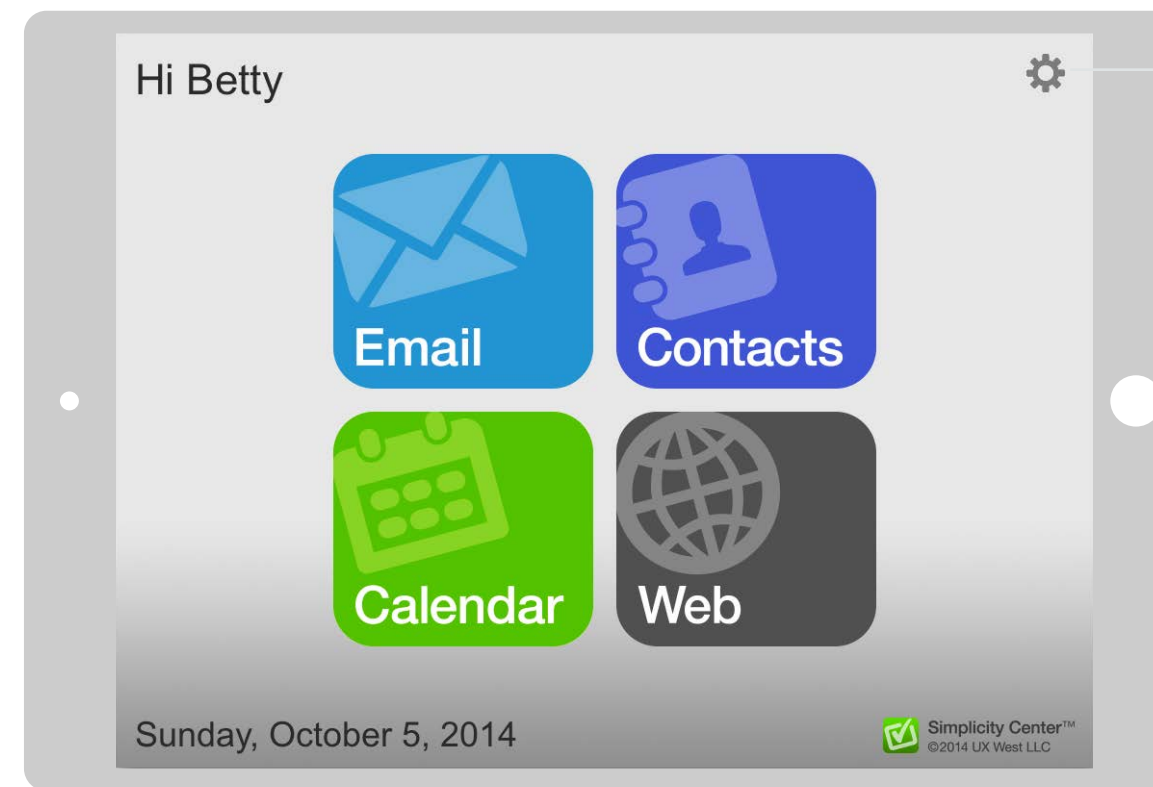 Hi Betty
Email
Contacts
Calendar
Web
Sunday, October 5, 2014
Simplicity Center™
©2014 UX West LLC